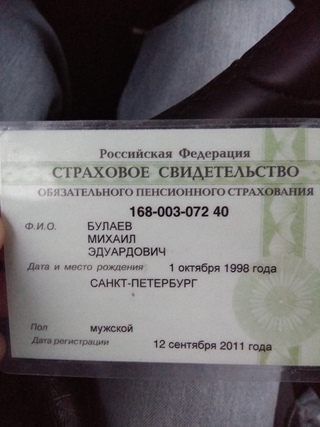 Российская Федерация
СТРАХОВОЕ СВИДЕТЕЛЬСТВО
ОБЯЗАТЕЛЬНОГО ПЕНСИОННОГО СТРАХОВАНИЯ
168-003-072 40
Ф.И.О. БУЛАЕВ
МИХАИЛ
ЭДУАРДОВИЧ
Дата и место рождения 1 октября 1998 года
САНКТ-ПЕТЕРБУРГ
Пол мужской
Дата регистрации 12 сентября 2011 года